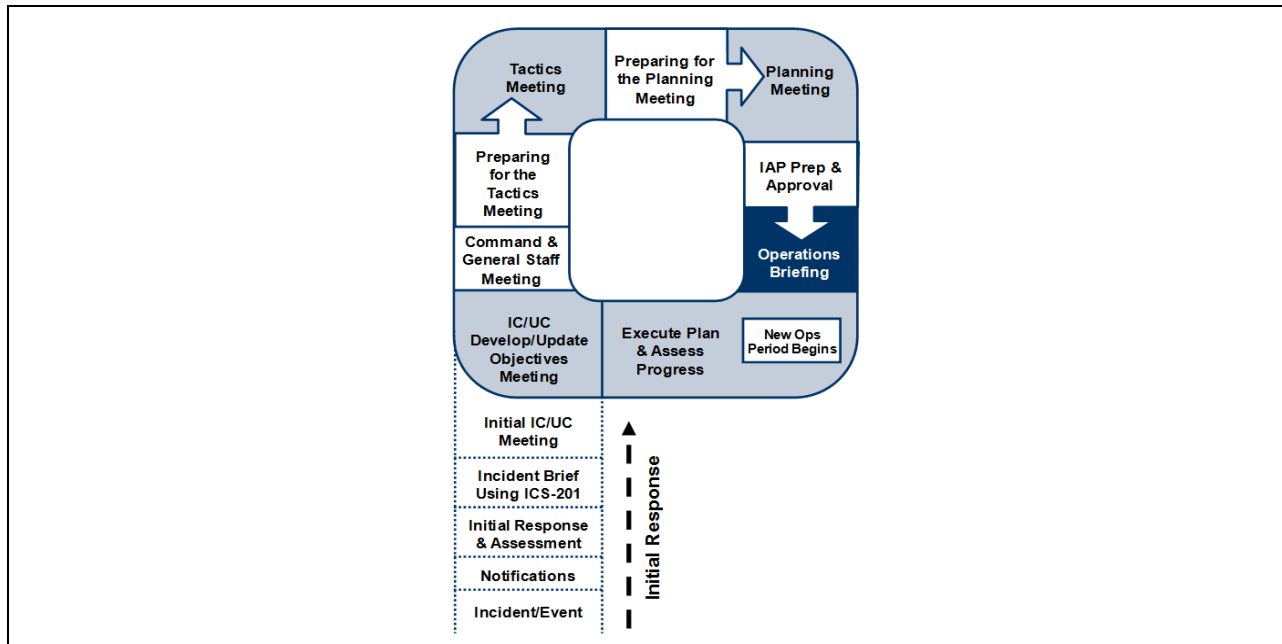 Tactics
Meeting
Preparing for
the Planning
Meeting
Planning
Meeting
Preparing
for the
Tactics
Meeting
IAP Prep &
Approval
Command &
General Staff
Meeting
Operations
Briefing
IC/UC
Develop/Update
Objectives
Meeting
Execute Plan
& Assess
Progress
New Ops
Period Begins
Initial IC/UC
Meeting
Incident Brief
Using ICS-201
Initial Response
& Assessment
Notifications
Incident/Event
Initial Response